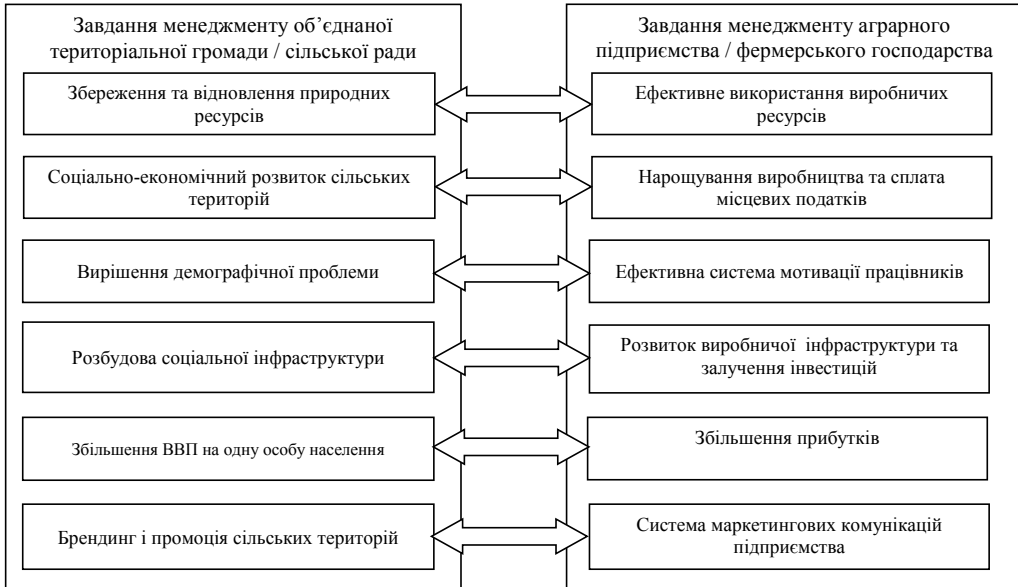 Завдання менеджменту об’єднаної
територіальної громади / сільської ради
Збереження та відновлення природних
ресурсів
Соціально-економічний розвиток сільських
територій
Вирішення демографічної проблеми
Розбудова соціальної інфраструктури
Збільшення ВВП на одну особу населення
Брендинг і промоція сільських територій
Завдання менеджменту аграрного
підприємства / фермерського господарства
Ефективне використання виробничих
ресурсів
Нарощування виробництва та сплата
місцевих податків
Ефективна система мотивації працівників
Розвиток виробничої інфраструктури та
залучення інвестицій
Збільшення прибутків
Система маркетингових комунікацій
підприємства